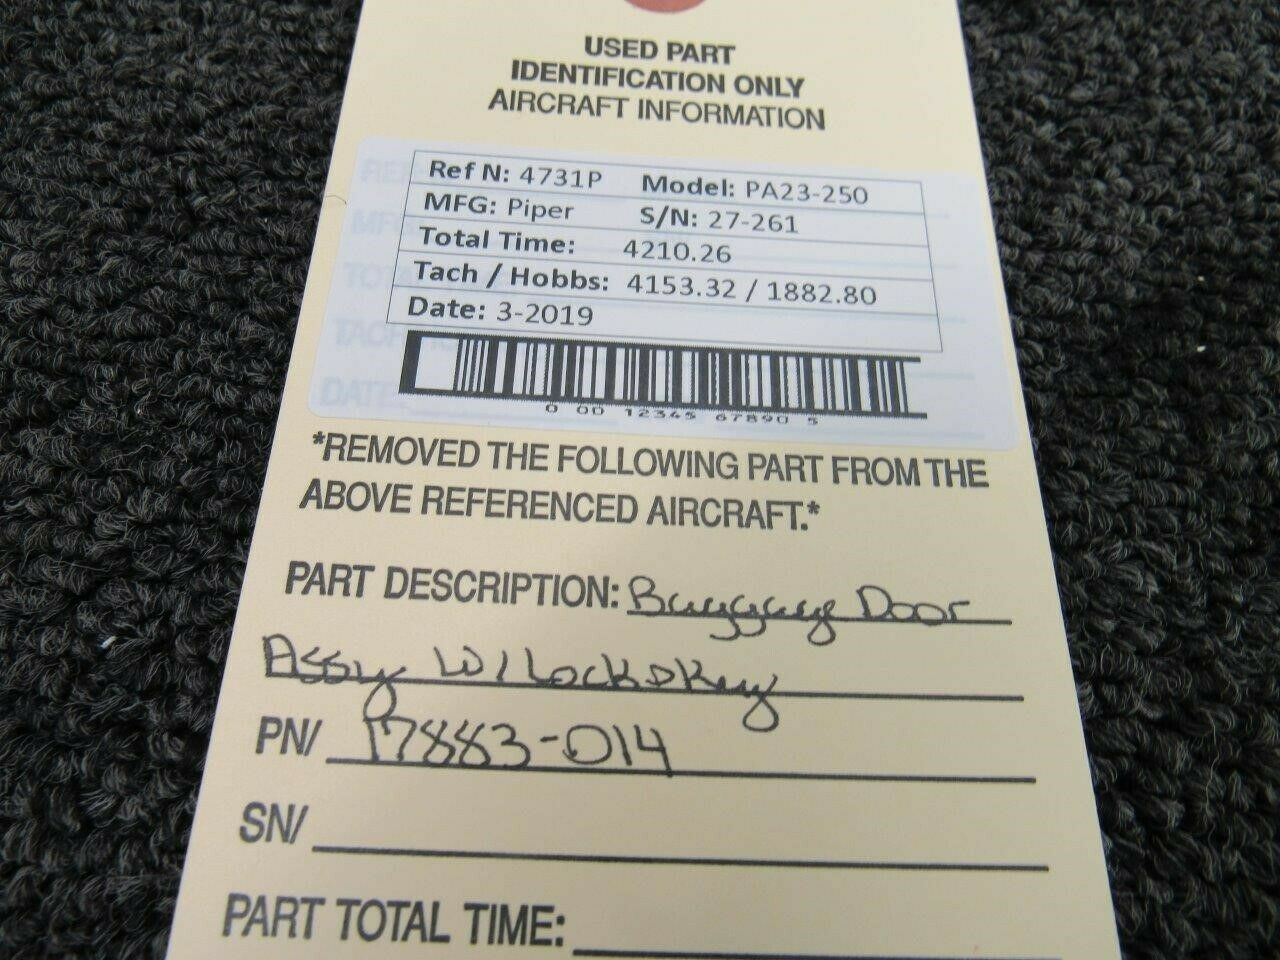 USED PART
IDENTIFICATION ONLY
AIRCRAFT INFORMATION
Ref N: 4731P Model: PA23-250
MFG: Piper S/N: 27-261
Total Time: 4210.26
Tach / Hobbs: 4153.32 / 1882.80
Date: 3-2019
0 00 12345 67890 5
*REMOVED THE FOLLOWING PART FROM THE
ABOVE REFERENCED AIRCRAFT.*
PART DESCRIPTION: Baggage Door
Assy W/ Lock & Key
PN/ 17883-014
SN/
PART TOTAL TIME: